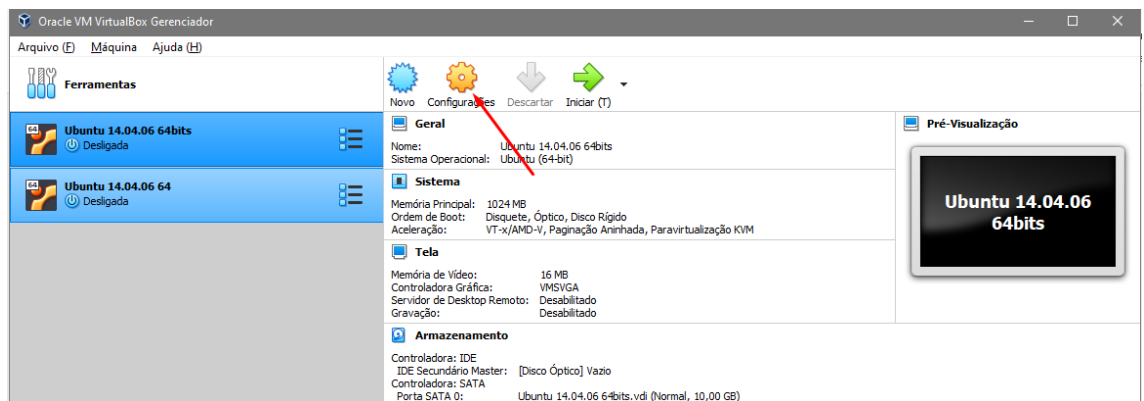 Oracle VM VirtualBox Gerenciador
Arquivo (F) Máquina Ajuda (H)
Ferramentas
Novo Configurações Descartar Iniciar (T)
64 Ubuntu 14.04.06 64bits
Desligada
64 Ubuntu 14.04.06 64
Desligada
Geral
Nome: Ubuntu 14.04.06 64bits
Sistema Operacional: Ubuntu (64-bit)
Sistema
Memória Principal: 1024 MB
Ordem de Boot: Disquete, Óptico, Disco Rígido
Aceleração: VT-x/AMD-V, Paginação Aninhada, Paravirtualização KVM
Tela
Memória de Vídeo: 16 MB
Controladora Gráfica: VMSVGA
Servidor de Desktop Remoto: Desabilitado
Gravação: Desabilitado
Armazenamento
Controladora: IDE
IDE Secundário Master: [Disco Óptico] Vazio
Controladora: SATA
Porta SATA 0: Ubuntu 14.04.06 64bits.vdi (Normal, 10,00 GB)
Pré-Visualização
Ubuntu 14.04.06
64bits